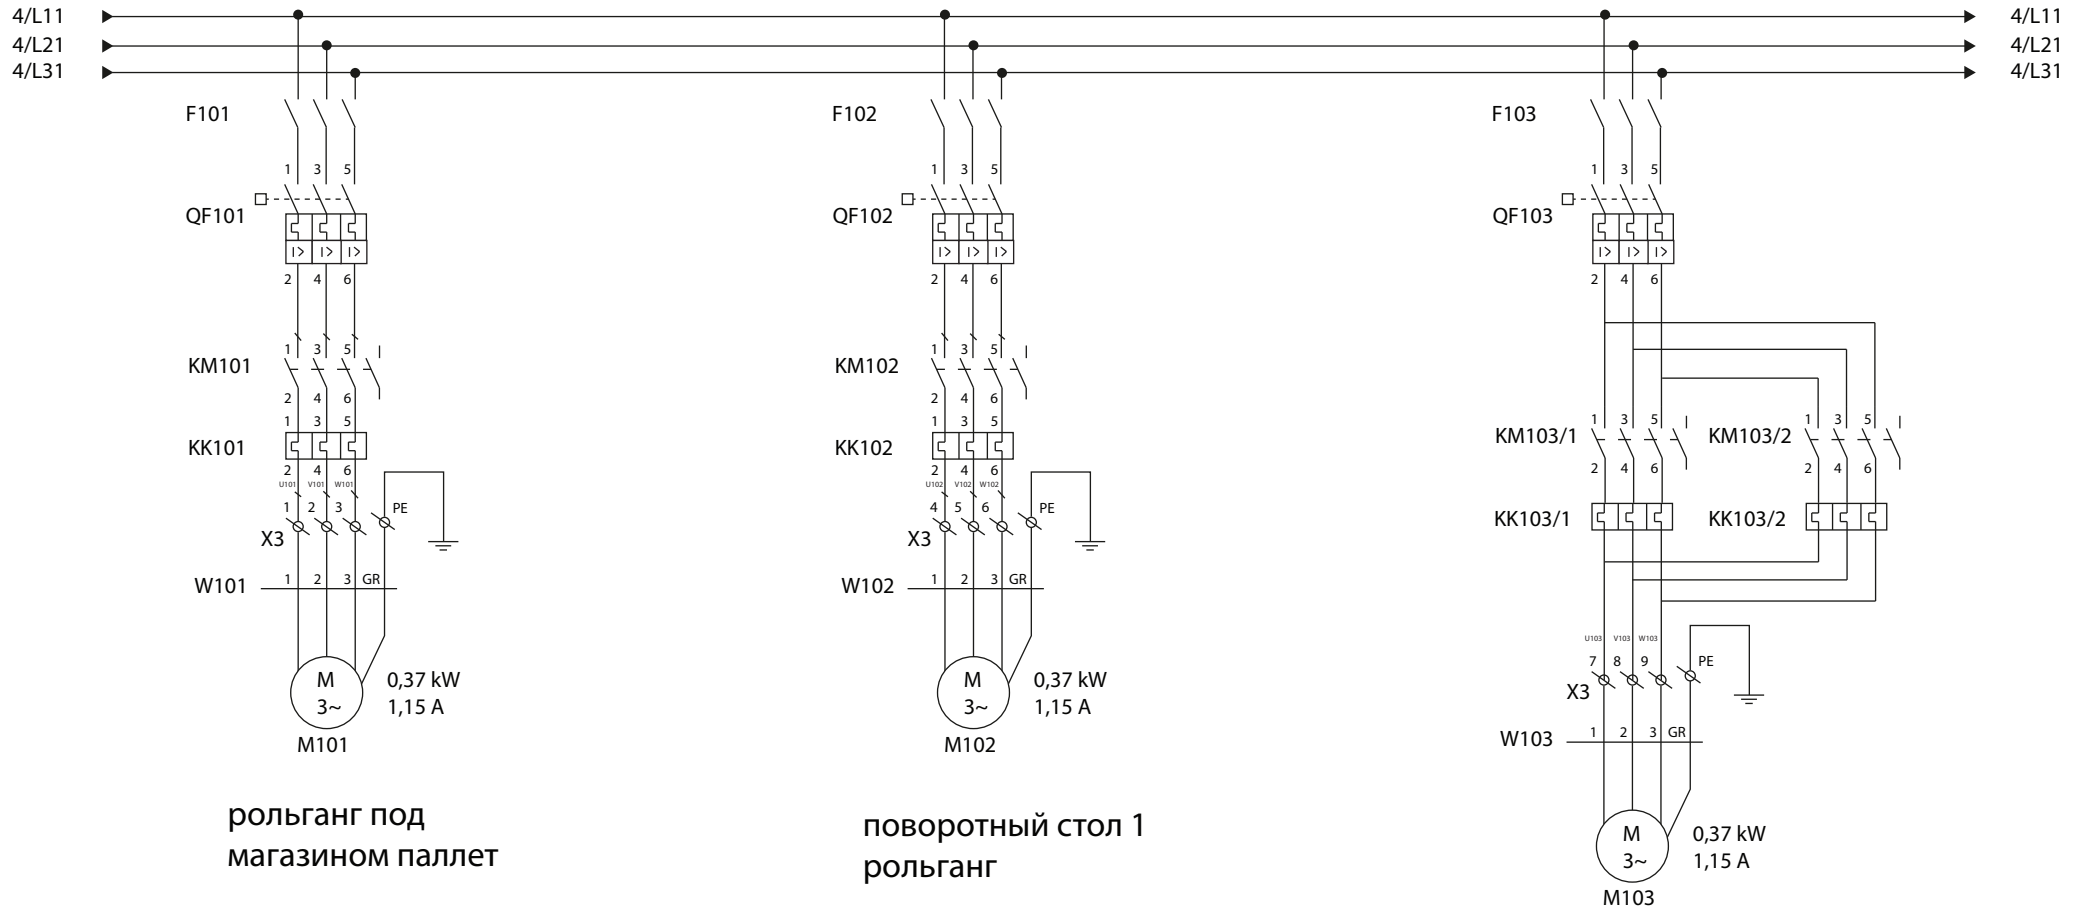 4/L11 4/L11
4/L21 4/L21
4/L31 4/L31
F101 F102 F103
1 3 5 1 3 5 1 3 5
QF101 QF102 QF103
I> I> I> I> I> I> I> I> I>
2 4 6 2 4 6 2 4 6
1 3 5 1 3 5
KM101 KM102
2 4 6 2 4 6
1 3 5 1 3 5 1 3 5 1 3 5
KM103/1 KM103/2
KK101 KK102
2 4 6 2 4 6 2 4 6 2 4 6
U101 V101 W101 U102 V102 W102
1 2 3 PE 4 5 6 PE
KK103/1 KK103/2
X3 X3
W101 1 2 3 GR W102 1 2 3 GR
U103 V103 W103
7 8 9 PE
M 0,37 kW M 0,37 kW
X3
3~ 1,15 A 3~ 1,15 A
W103 1 2 3 GR
M101 M102
рольганг под
магазином паллет
поворотный стол 1
рольганг
M 0,37 kW
3~ 1,15 A
M103